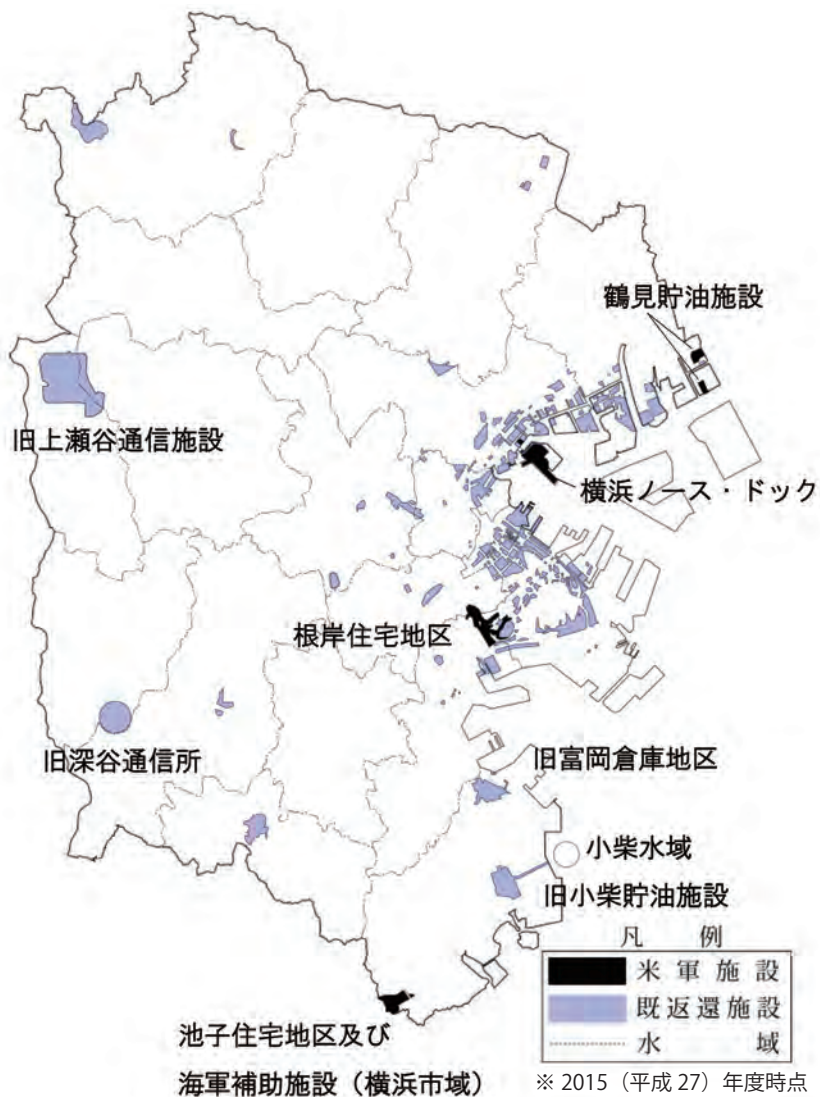 鶴見貯油施設
旧上瀬谷通信施設
横浜ノース・ドック
根岸住宅地区
旧深谷通信所
旧富岡倉庫地区
小柴水域
旧小柴貯油施設
凡 例
米軍施設
既返還施設
水 域
池子住宅地区及び
海軍補助施設（横浜市域）
※ 2015（平成 27）年度時点